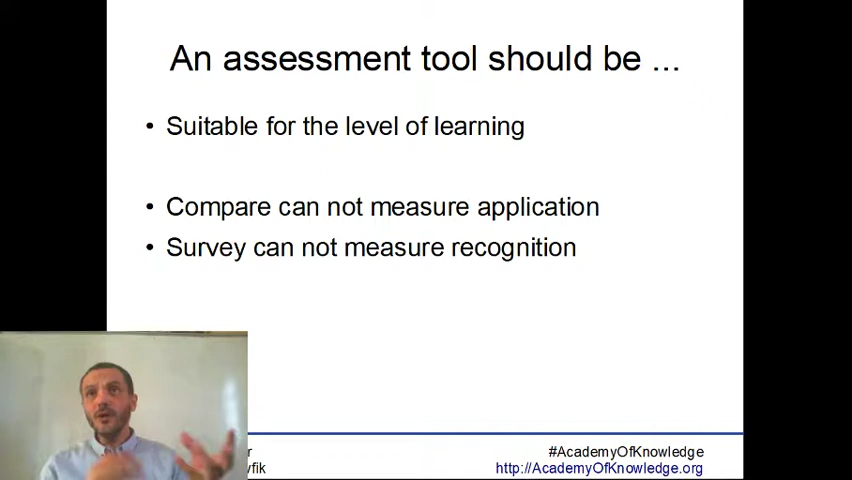 An assessment tool should be ...
• Suitable for the level of learning
• Compare can not measure application
• Survey can not measure recognition
#AcademyOfKnowledge
http://AcademyOfKnowledge.org